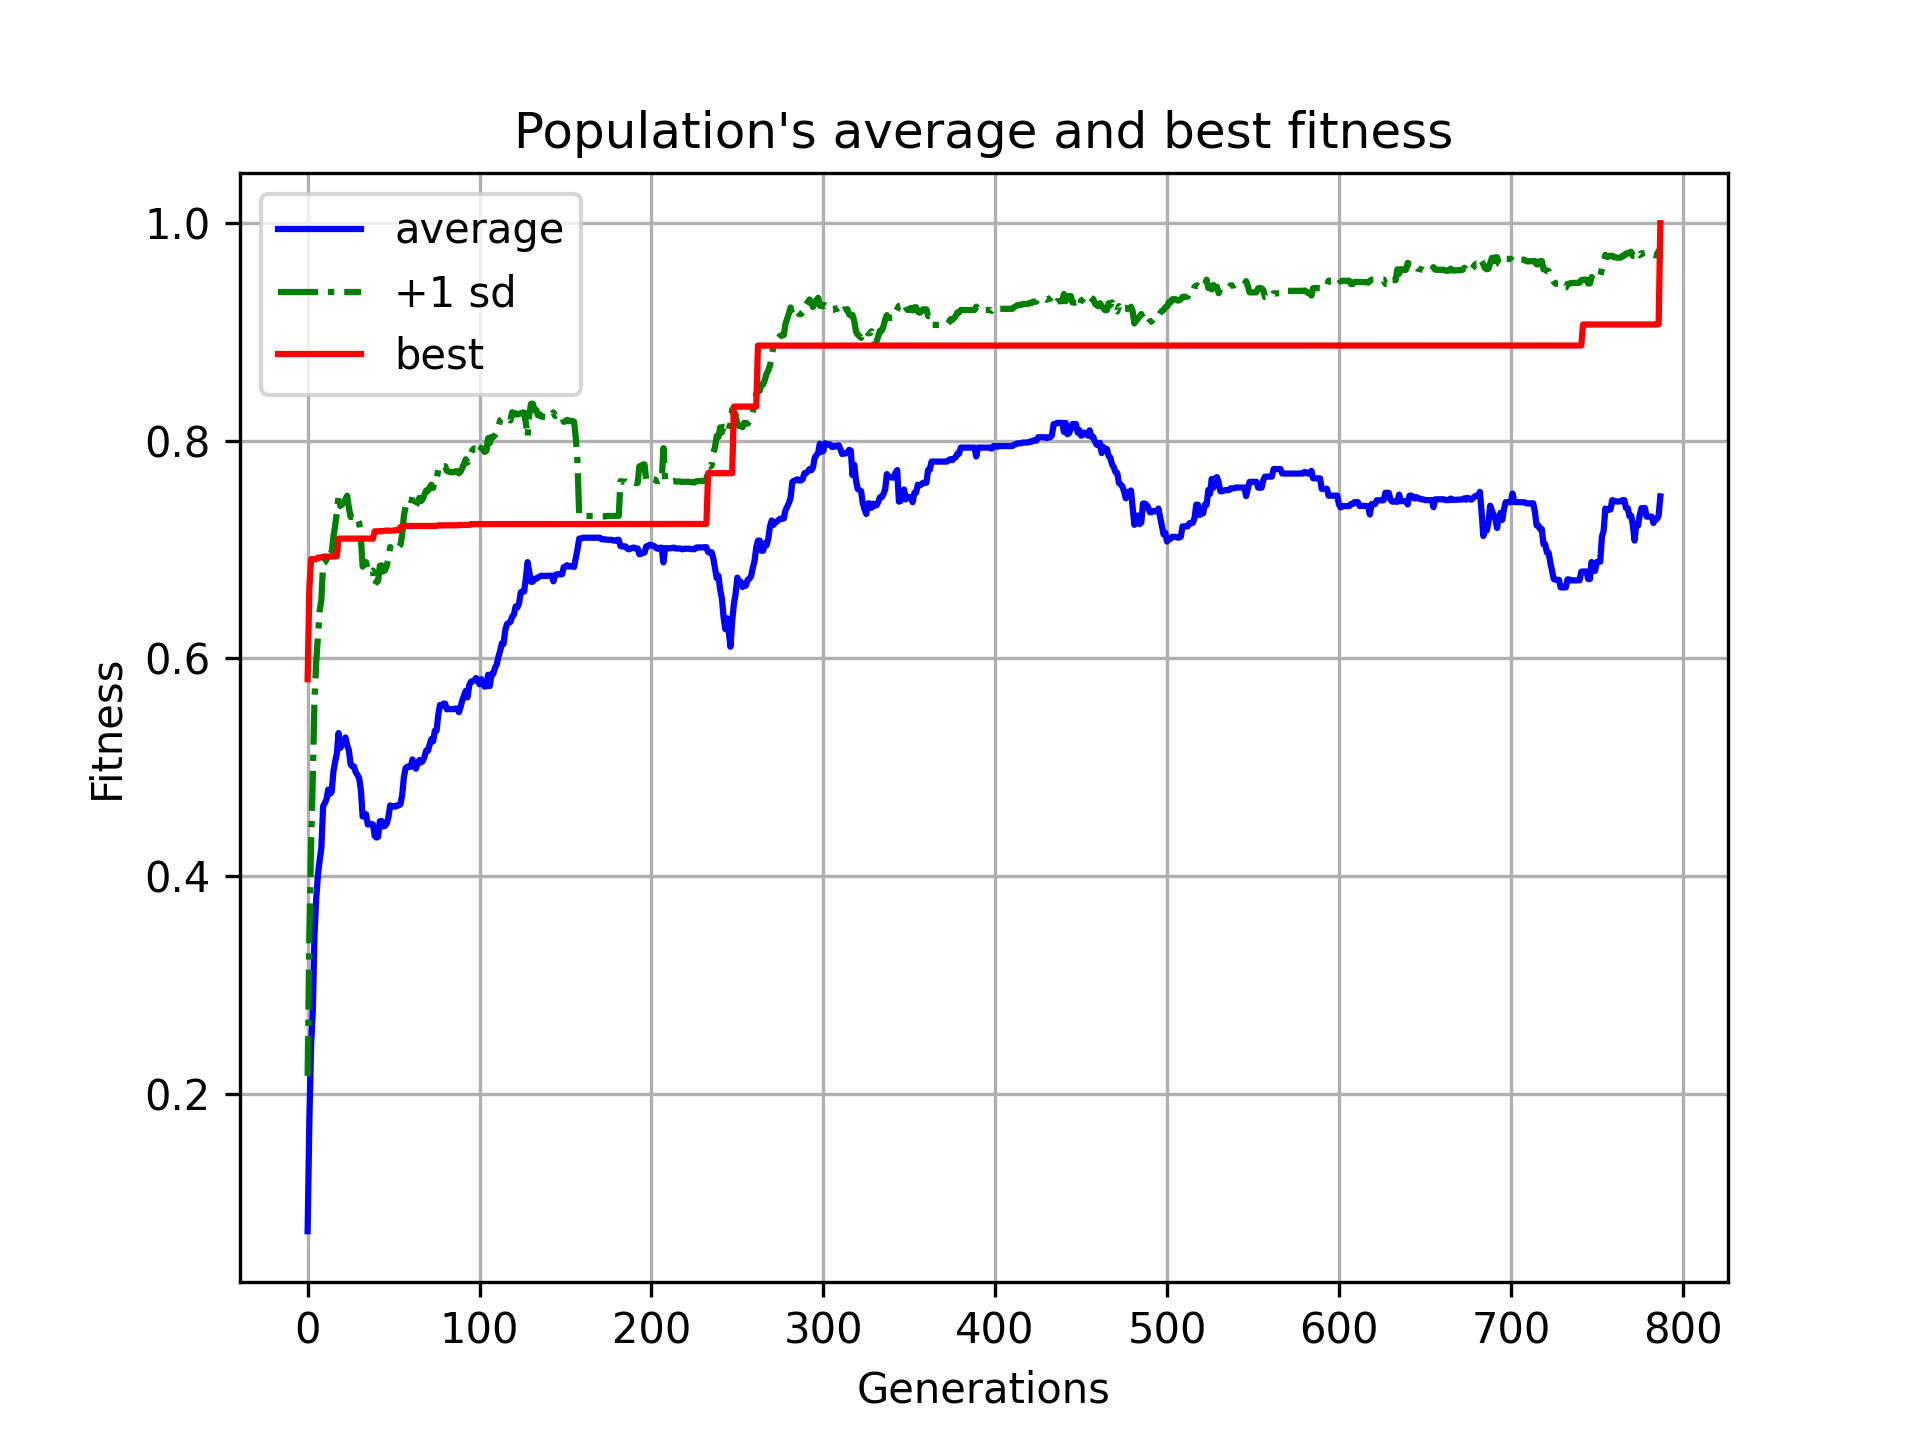 Population's average and best fitness
average
+1 sd
best
1.0
0.8
0.6
0.4
0.2
Fitness
0 100 200 300 400 500 600 700 800
Generations